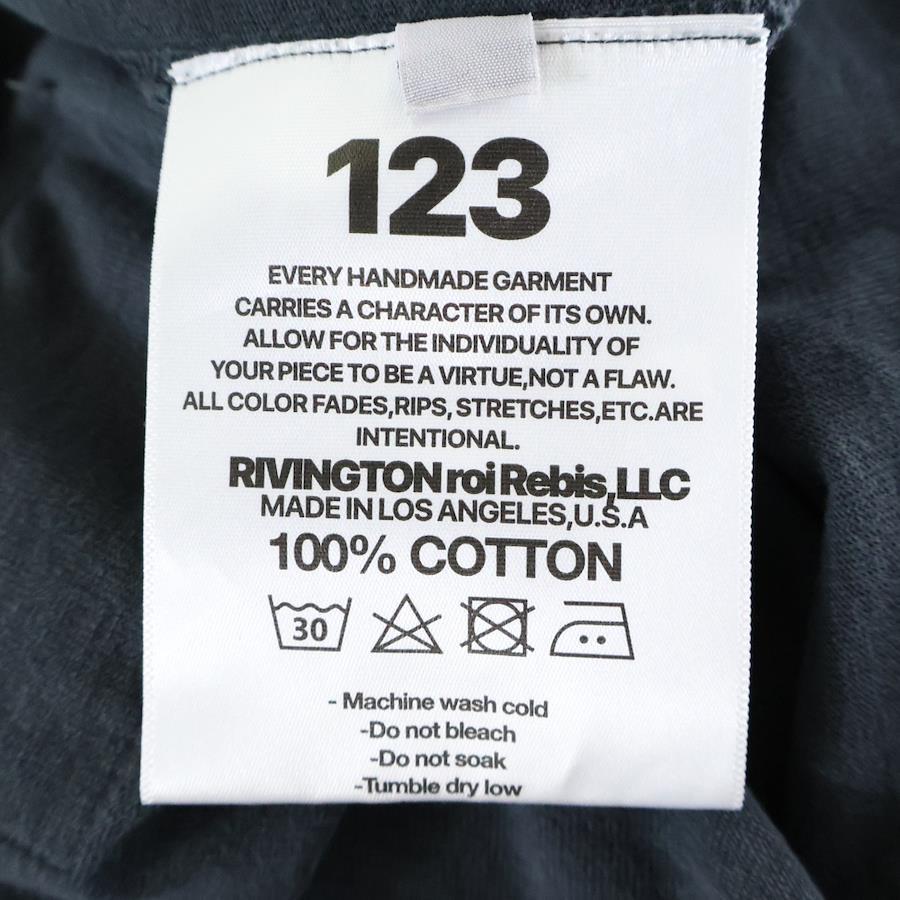 123
EVERY HANDMADE GARMENT
CARRIES A CHARACTER OF ITS OWN.
ALLOW FOR THE INDIVIDUALITY OF
YOUR PIECE TO BE A VIRTUE,NOT A FLAW.
ALL COLOR FADES,RIPS, STRETCHES,ETC.ARE
INTENTIONAL.
RIVINGTON roi Rebis,LLC
MADE IN LOS ANGELES,U.S.A
100% COTTON
30
- Machine wash cold
-Do not bleach
-Do not soak
-Tumble dry low